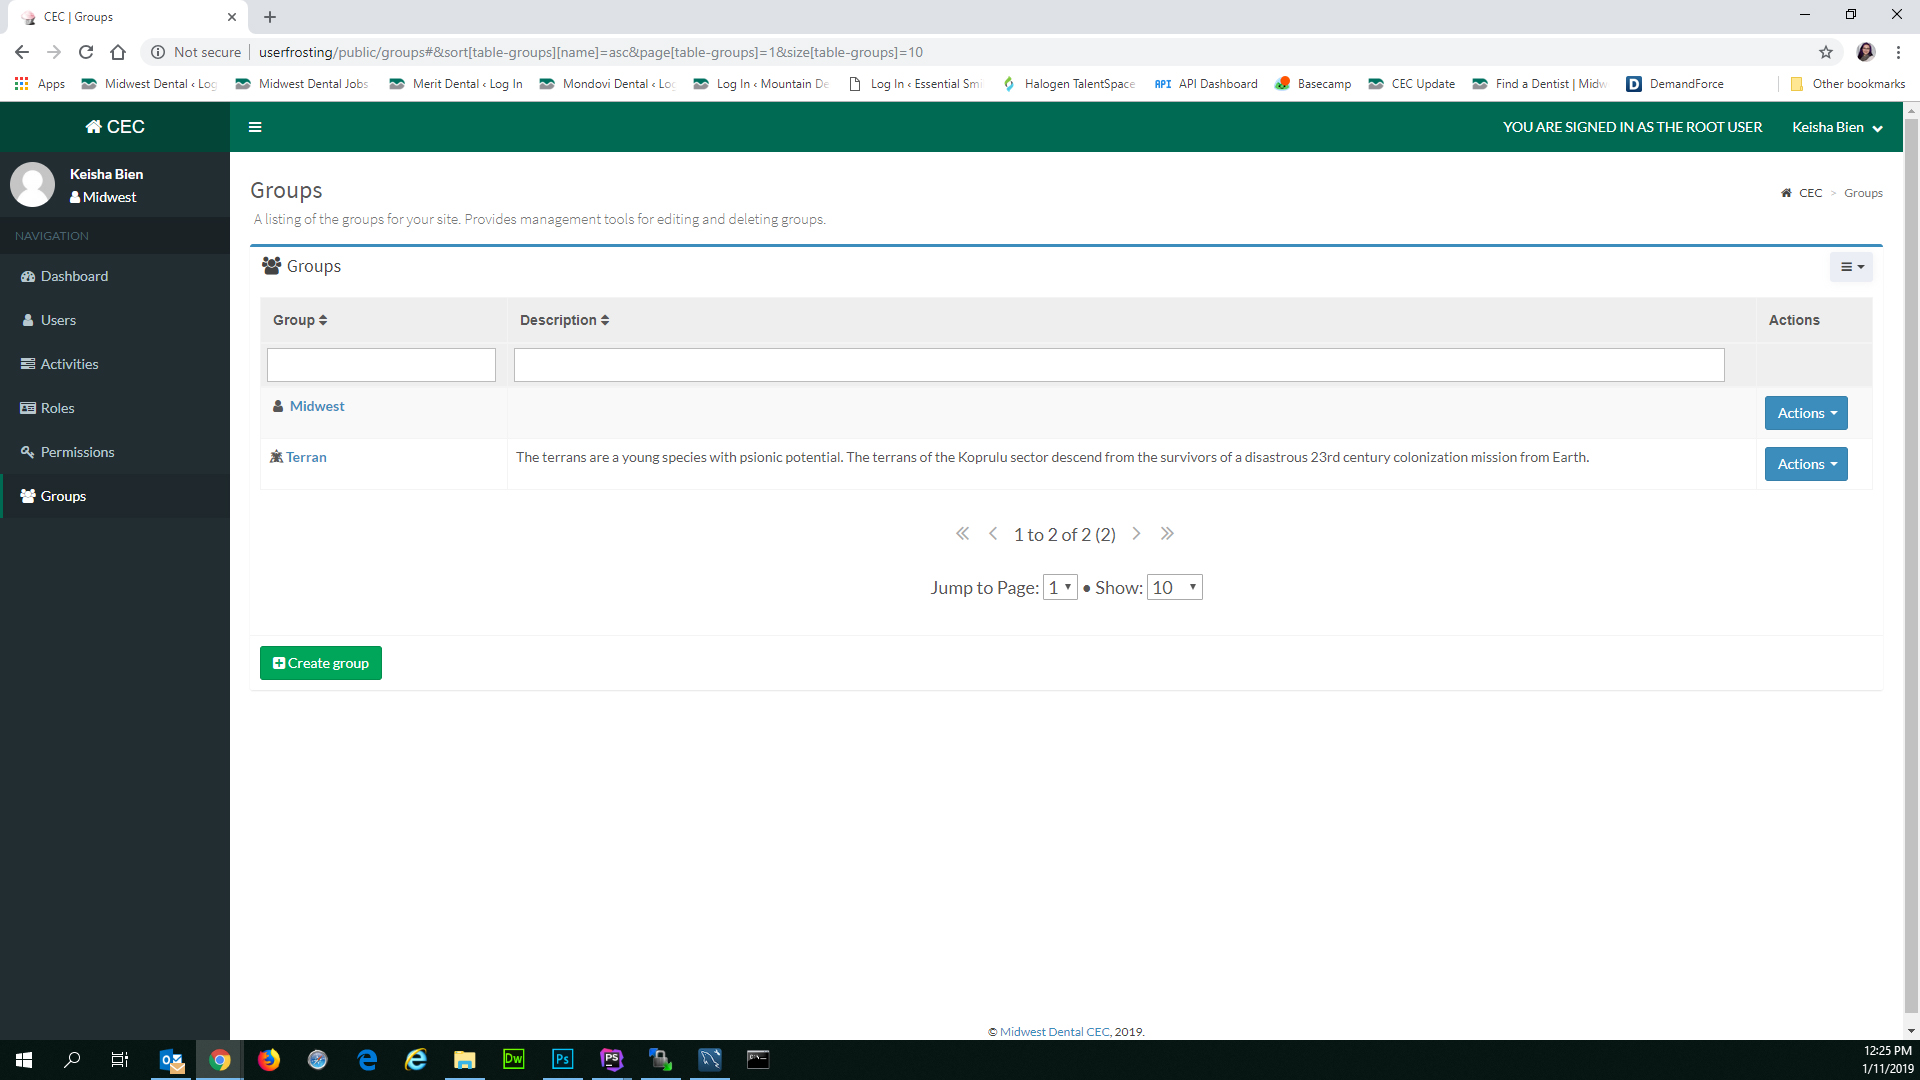 CEC | Groups
Not secure | userfrosting/public/groups#&sort[table-groups][name]=asc&page[table-groups]=1&size[table-groups]=10
Apps Midwest Dental ‹ Log Midwest Dental Jobs Merit Dental ‹ Log In Mondovi Dental ‹ Log Log In ‹ Mountain De Log In ‹ Essential Smi Halogen TalentSpace API API Dashboard Basecamp CEC Update Find a Dentist | Midw D DemandForce Other bookmarks
CEC
YOU ARE SIGNED IN AS THE ROOT USER Keisha Bien
Keisha Bien
Midwest
NAVIGATION
Dashboard
Users
Activities
Roles
Permissions
Groups
Groups
A listing of the groups for your site. Provides management tools for editing and deleting groups.
CEC > Groups
Groups
Group Description Actions
Midwest Actions
Terran The terrans are a young species with psionic potential. The terrans of the Koprulu sector descend from the survivors of a disastrous 23rd century colonization mission from Earth. Actions
1 to 2 of 2 (2)
Jump to Page: 1 • Show: 10
Create group
© Midwest Dental CEC, 2019.
Dw Ps PS
12:25 PM
1/11/2019